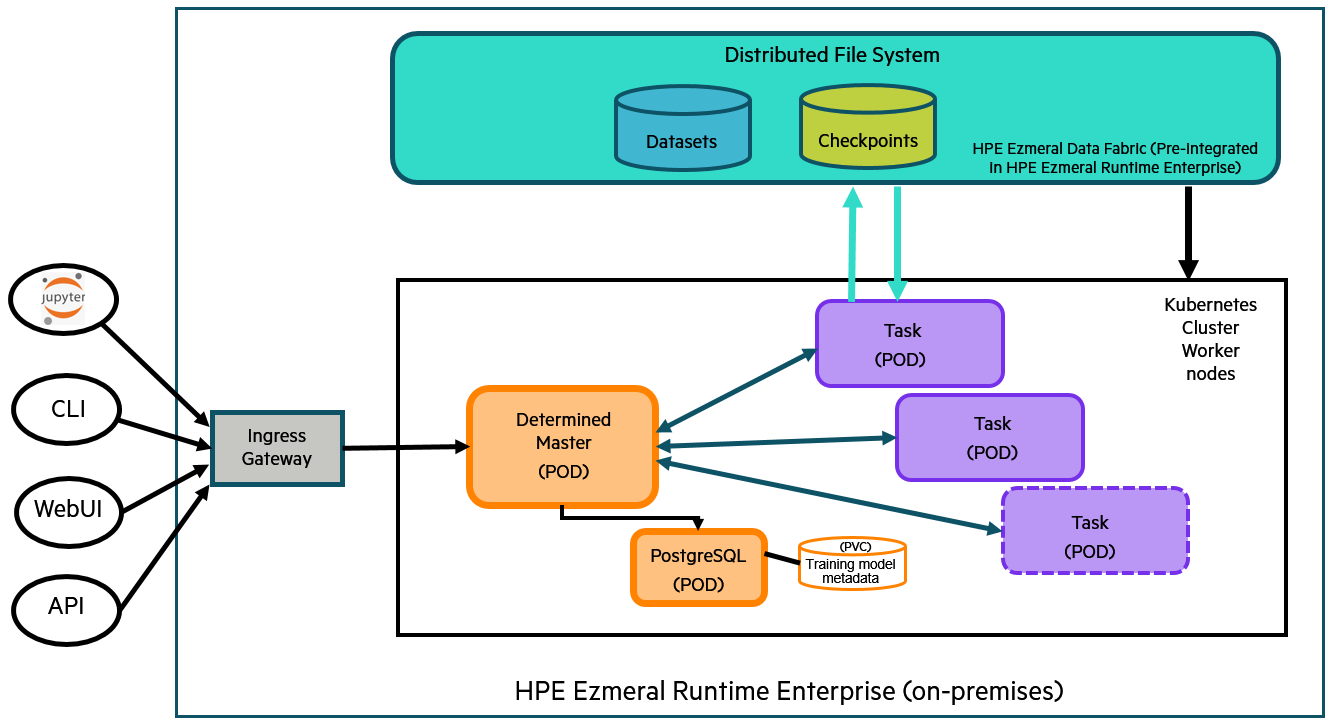 Distributed File System
Datasets
Checkpoints
HPE Ezmeral Data Fabric (Pre-integrated
in HPE Ezmeral Runtime Enterprise)
jupyter
CLI
WebUI
API
Ingress
Gateway
Kubernetes
Cluster
Worker
nodes
Task
(POD)
Determined
Master
(POD)
Task
(POD)
Task
(POD)
PostgreSQL
(POD)
(PVC)
Training model
metadata
HPE Ezmeral Runtime Enterprise (on-premises)